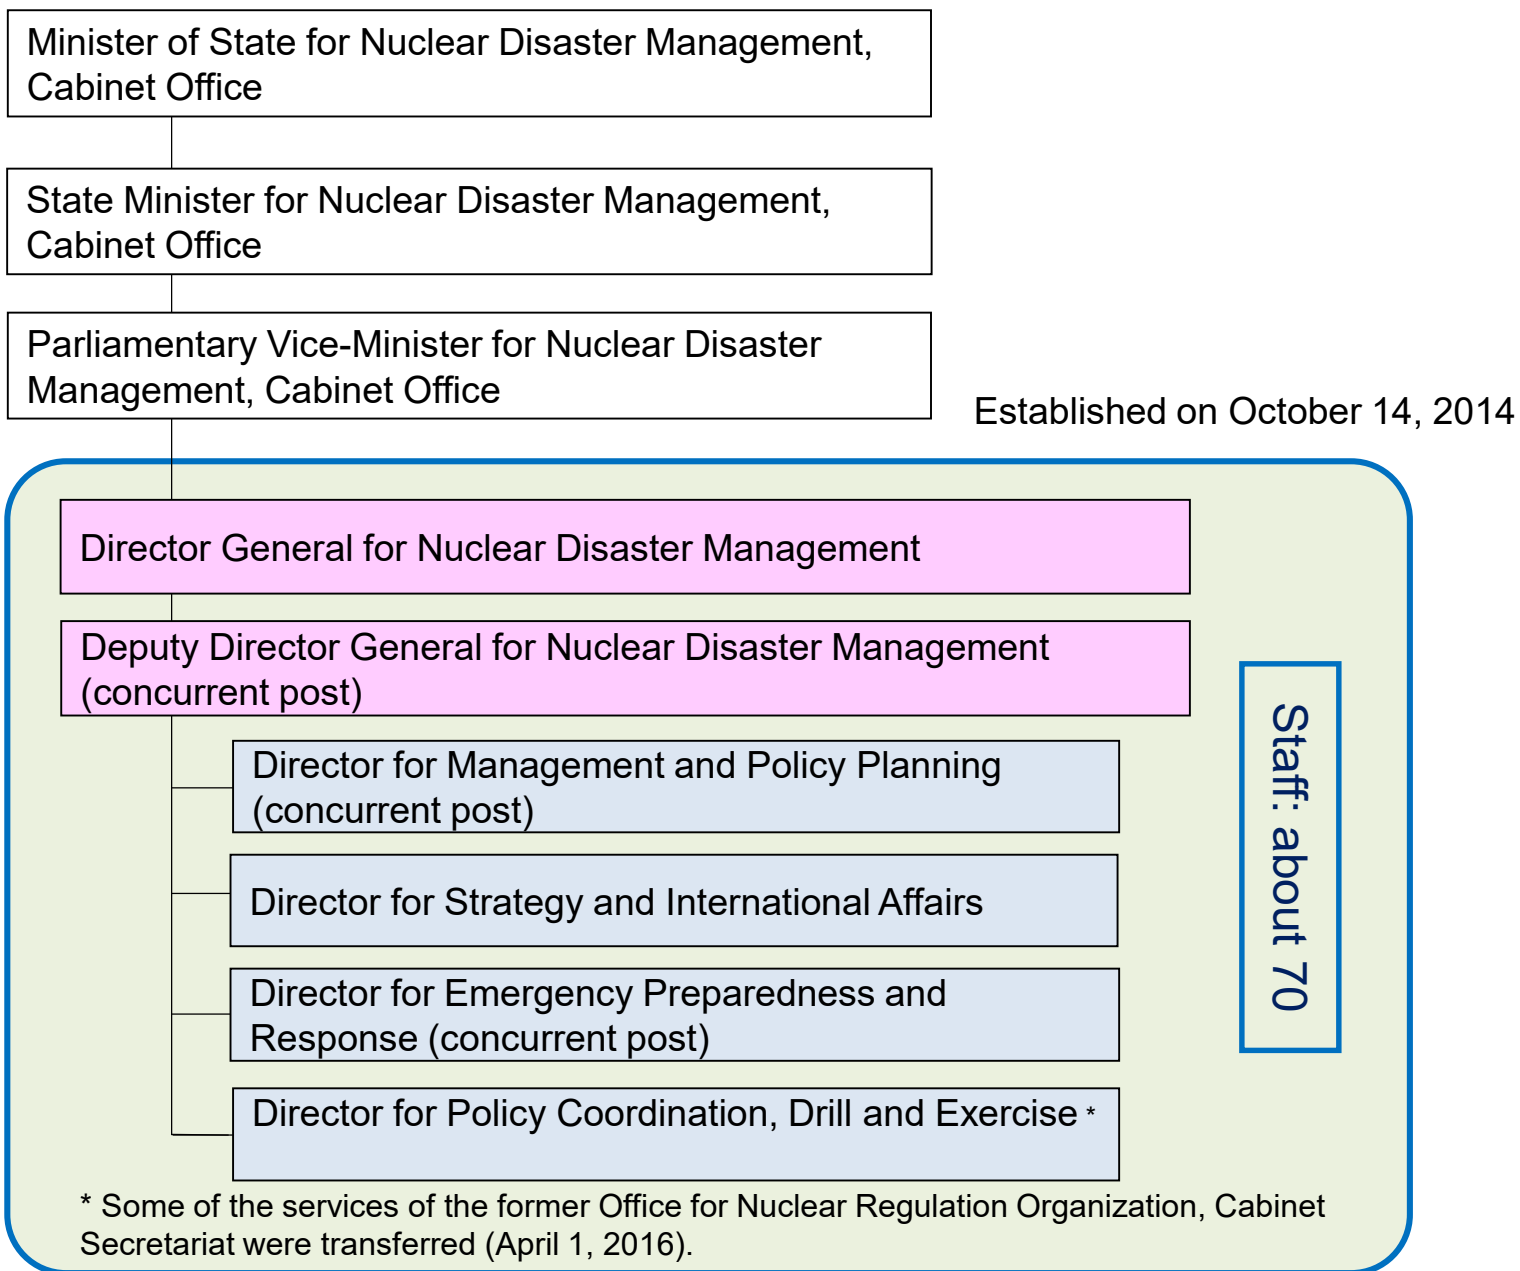 Minister of State for Nuclear Disaster Management,
Cabinet Office
State Minister for Nuclear Disaster Management,
Cabinet Office
Parliamentary Vice-Minister for Nuclear Disaster
Management, Cabinet Office
Established on October 14, 2014
Director General for Nuclear Disaster Management
Deputy Director General for Nuclear Disaster Management
(concurrent post)
Director for Management and Policy Planning
(concurrent post)
Director for Strategy and International Affairs
Director for Emergency Preparedness and
Response (concurrent post)
Director for Policy Coordination, Drill and Exercise *
Staff: about 70
* Some of the services of the former Office for Nuclear Regulation Organization, Cabinet
Secretariat were transferred (April 1, 2016).